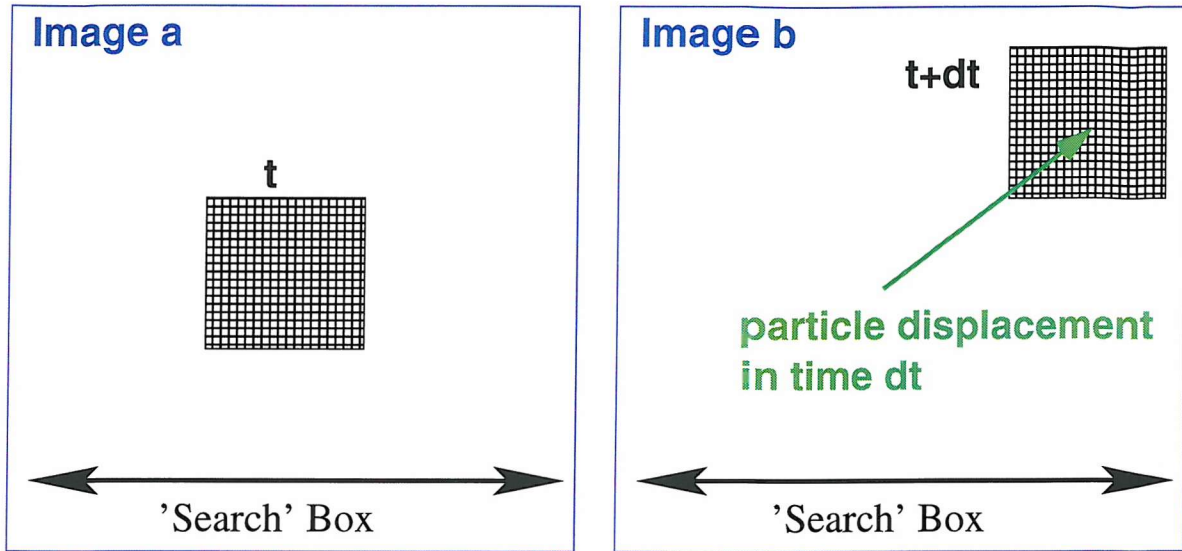 Image a
t
'Search' Box
Image b
t+dt
particle displacement
in time dt
'Search' Box